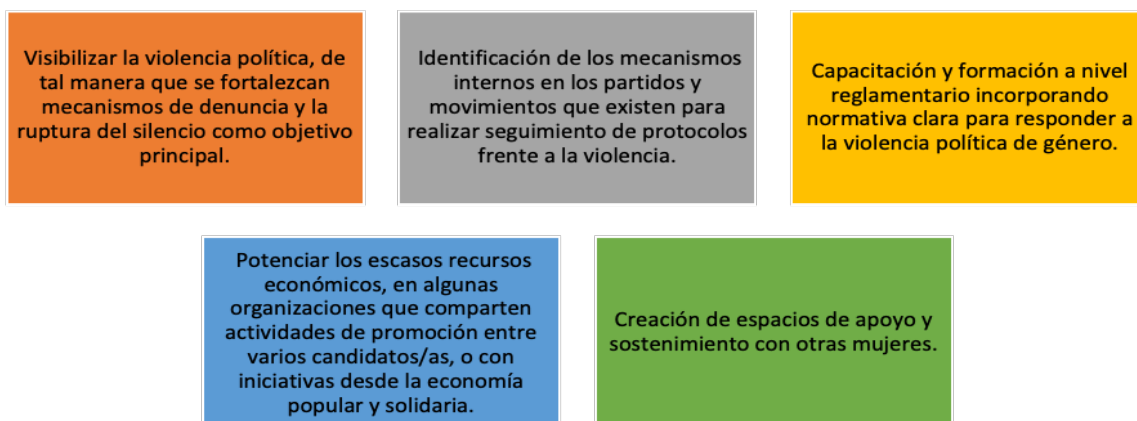 Visibilizar la violencia política, de
tal manera que se fortalezcan
mecanismos de denuncia y la
ruptura del silencio como objetivo
principal.
Identificación de los mecanismos
internos en los partidos y
movimientos que existen para
realizar seguimiento de protocolos
frente a la violencia.
Capacitación y formación a nivel
reglamentario incorporando
normativa clara para responder a
la violencia política de género.
Potenciar los escasos recursos
económicos, en algunas
organizaciones que comparten
actividades de promoción entre
varios candidatos/as, o con
iniciativas desde la economía
popular y solidaria.
Creación de espacios de apoyo y
sostenimiento con otras mujeres.